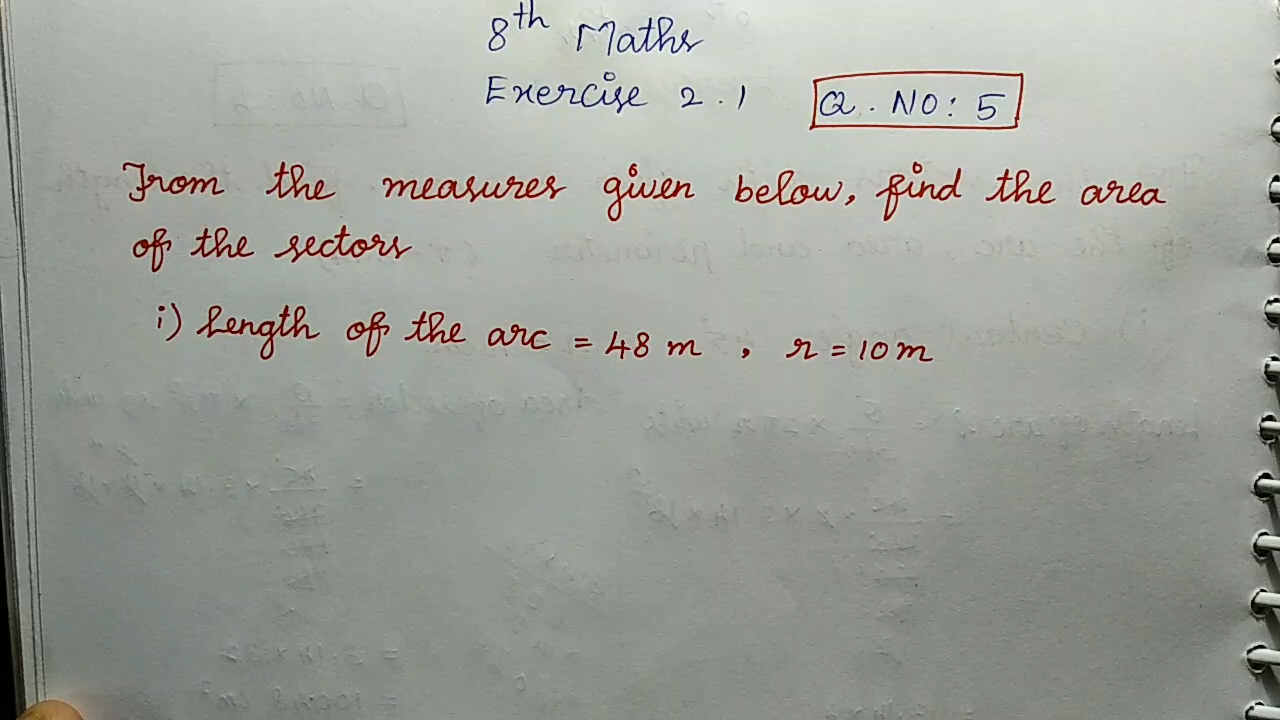 8th Maths
Exercise 2.1 Q. NO: 5
From the measures given below, find the area
of the sectors
i) Length of the arc = 48 m , r = 10 m